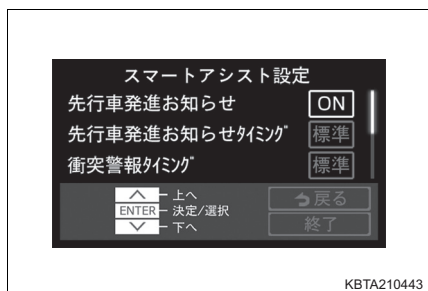 スマートアシスト設定
先行車発進お知らせ ON
先行車発進お知らせﾀｲﾐﾝｸﾞ 標準
衝突警報ﾀｲﾐﾝｸﾞ 標準
上へ
ENTER 決定/選択
下へ
戻る
終了
KBTA210443